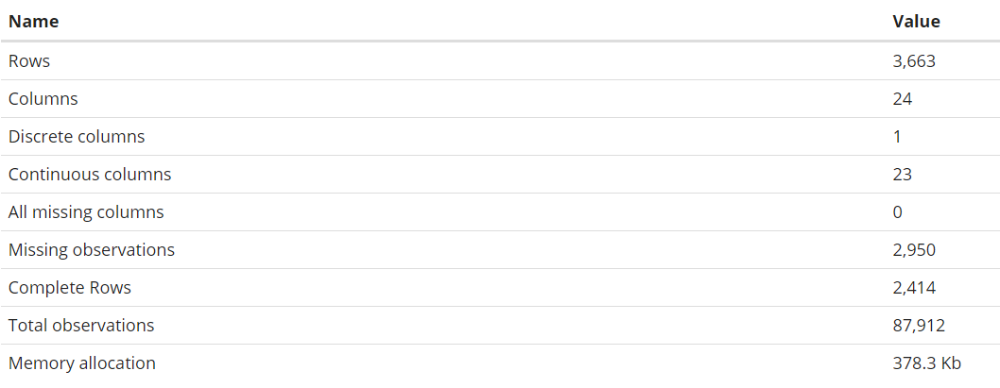 Name Value
Rows 3,663
Columns 24
Discrete columns 1
Continuous columns 23
All missing columns 0
Missing observations 2,950
Complete Rows 2,414
Total observations 87,912
Memory allocation 378.3 Kb